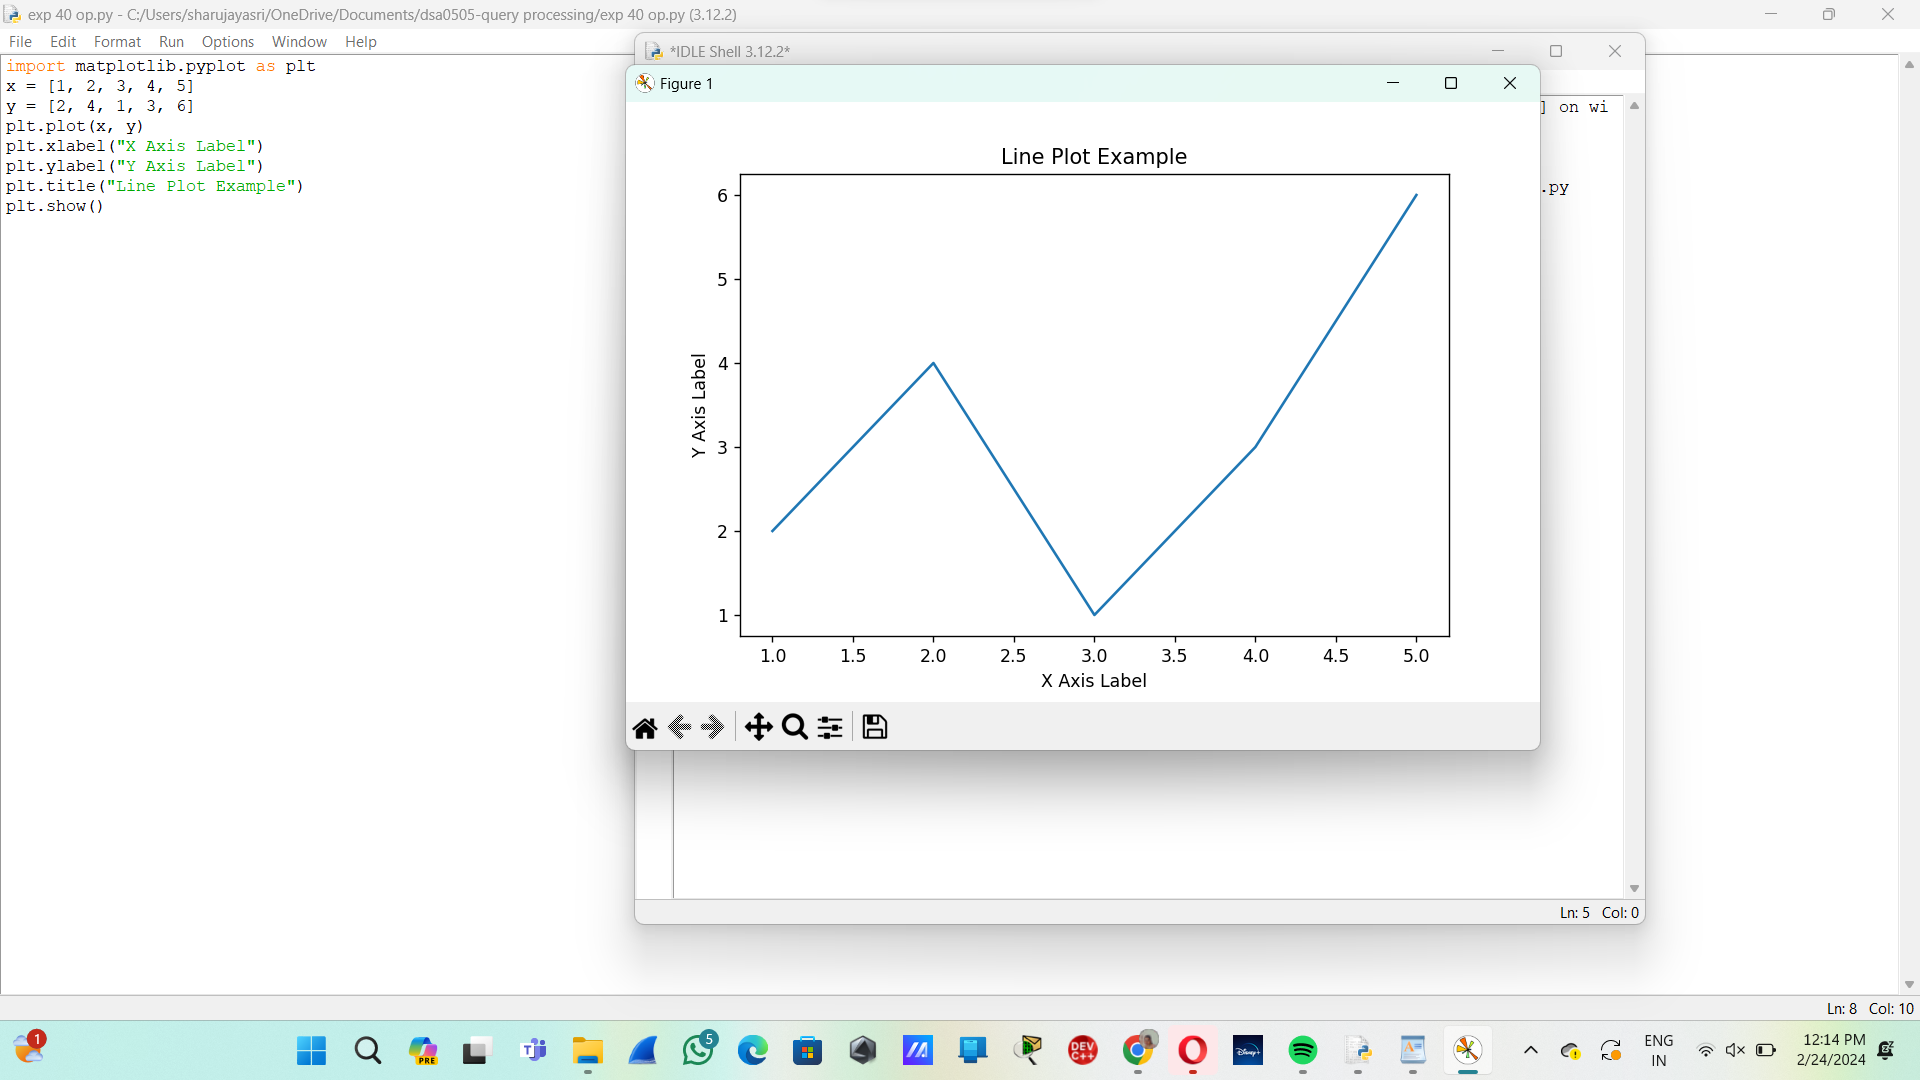 exp 40 op.py - C:/Users/sharujayasri/OneDrive/Documents/dsa0505-query processing/exp 40 op.py (3.12.2)
File Edit Format Run Options Window Help
import matplotlib.pyplot as plt
x = [1, 2, 3, 4, 5]
y = [2, 4, 1, 3, 6]
plt.plot(x, y)
plt.xlabel("X Axis Label")
plt.ylabel("Y Axis Label")
plt.title("Line Plot Example")
plt.show()
*IDLE Shell 3.12.2*
] on wi
.py
Figure 1
Line Plot Example
6
5
4
3
2
1
Y Axis Label
1.0 1.5 2.0 2.5 3.0 3.5 4.0 4.5 5.0
X Axis Label
Ln: 5 Col: 0
Ln: 8 Col: 10
1
PRE
5
DEV
C++
Disney+
ENG
IN
12:14 PM
2/24/2024